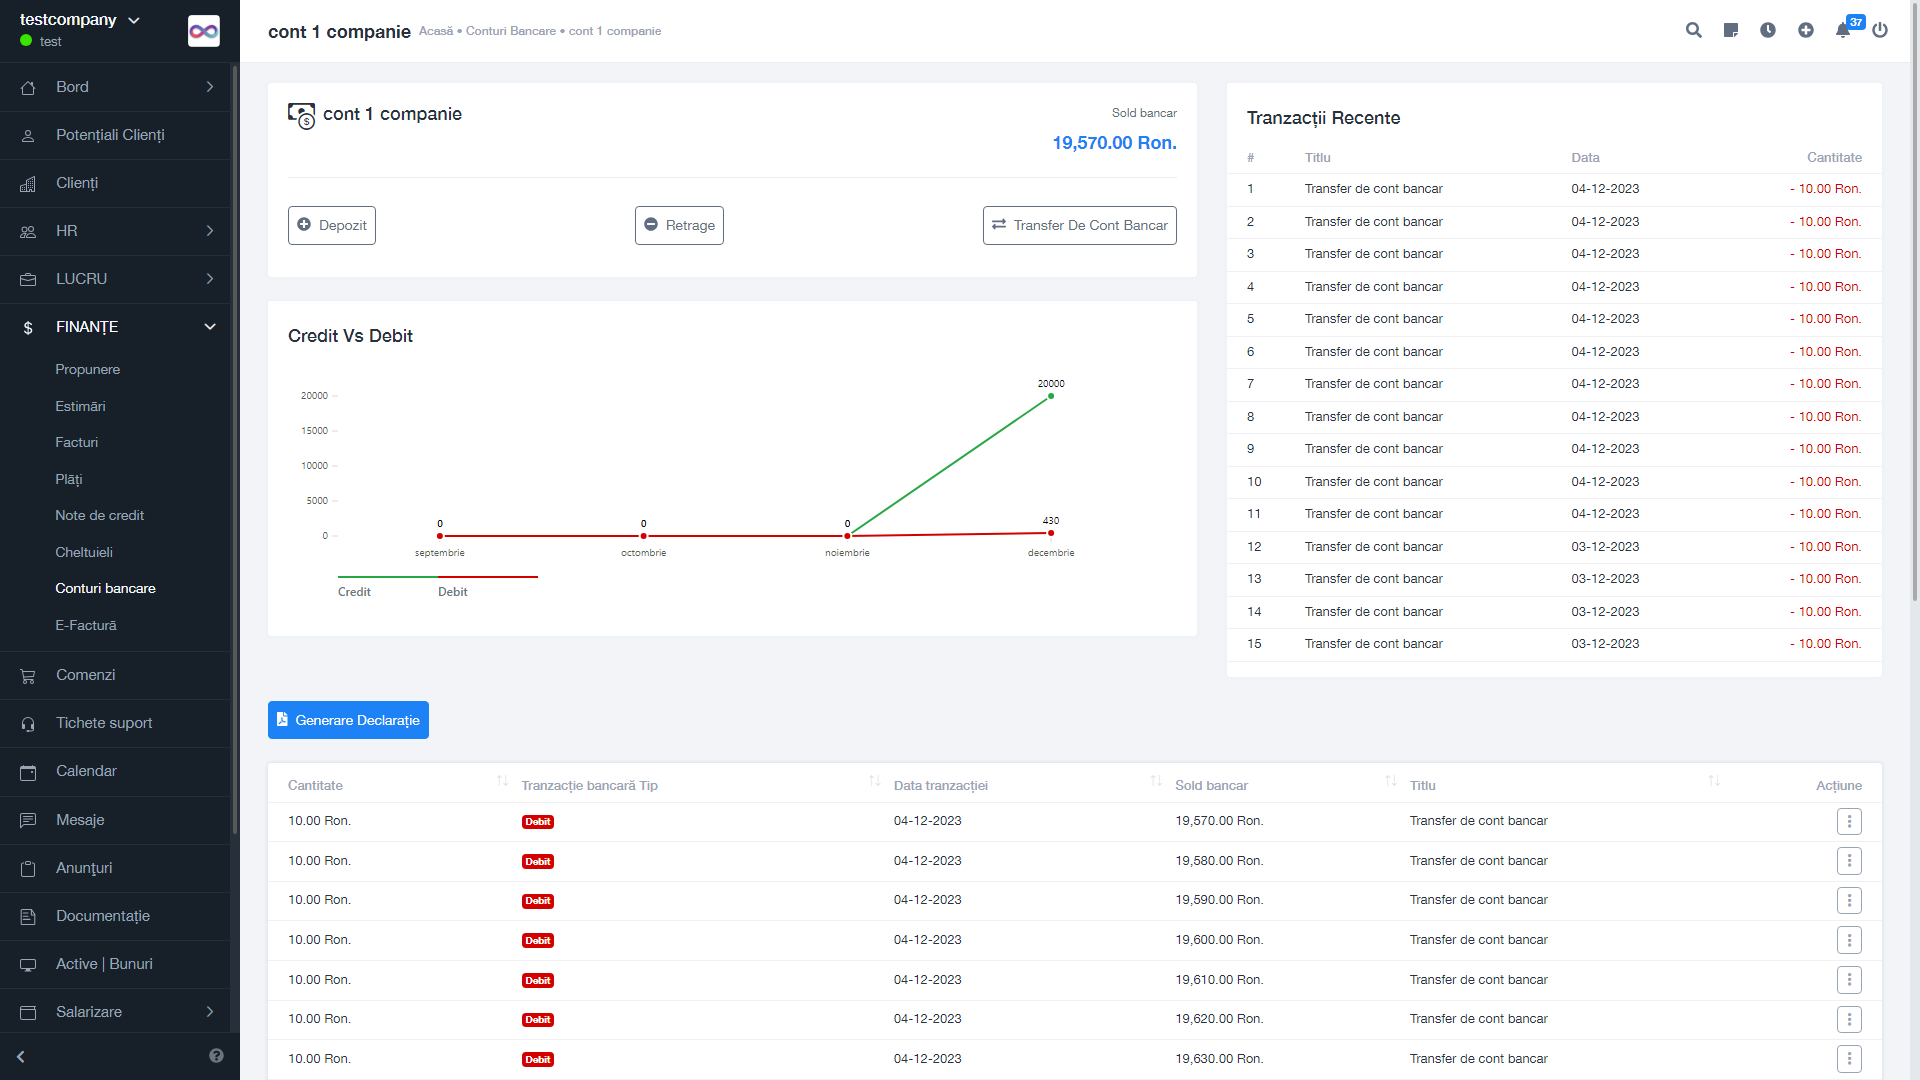 testcompany
test
Bord
Potențiali Clienți
Clienți
HR
LUCRU
$ FINANȚE
Propunere
Estimări
Facturi
Plăți
Note de credit
Cheltuieli
Conturi bancare
E-Factură
Comenzi
Tichete suport
Calendar
Mesaje
Anunțuri
Documentație
Active | Bunuri
Salarizare
cont 1 companie Acasă • Conturi Bancare • cont 1 companie
37
cont 1 companie
Sold bancar
19,570.00 Ron.
Depozit
Retrage
Transfer De Cont Bancar
Credit Vs Debit
20000
15000
10000
5000
0
0 0 0 20000
430
septembrie octombrie noiembrie decembrie
Credit Debit
Tranzacții Recente
# Titlu Data Cantitate
1 Transfer de cont bancar 04-12-2023 - 10.00 Ron.
2 Transfer de cont bancar 04-12-2023 - 10.00 Ron.
3 Transfer de cont bancar 04-12-2023 - 10.00 Ron.
4 Transfer de cont bancar 04-12-2023 - 10.00 Ron.
5 Transfer de cont bancar 04-12-2023 - 10.00 Ron.
6 Transfer de cont bancar 04-12-2023 - 10.00 Ron.
7 Transfer de cont bancar 04-12-2023 - 10.00 Ron.
8 Transfer de cont bancar 04-12-2023 - 10.00 Ron.
9 Transfer de cont bancar 04-12-2023 - 10.00 Ron.
10 Transfer de cont bancar 04-12-2023 - 10.00 Ron.
11 Transfer de cont bancar 04-12-2023 - 10.00 Ron.
12 Transfer de cont bancar 03-12-2023 - 10.00 Ron.
13 Transfer de cont bancar 03-12-2023 - 10.00 Ron.
14 Transfer de cont bancar 03-12-2023 - 10.00 Ron.
15 Transfer de cont bancar 03-12-2023 - 10.00 Ron.
Generare Declarație
Cantitate Tranzacție bancară Tip Data tranzacției Sold bancar Titlu Acțiune
10.00 Ron. Debit 04-12-2023 19,570.00 Ron. Transfer de cont bancar
10.00 Ron. Debit 04-12-2023 19,580.00 Ron. Transfer de cont bancar
10.00 Ron. Debit 04-12-2023 19,590.00 Ron. Transfer de cont bancar
10.00 Ron. Debit 04-12-2023 19,600.00 Ron. Transfer de cont bancar
10.00 Ron. Debit 04-12-2023 19,610.00 Ron. Transfer de cont bancar
10.00 Ron. Debit 04-12-2023 19,620.00 Ron. Transfer de cont bancar
10.00 Ron. Debit 04-12-2023 19,630.00 Ron. Transfer de cont bancar